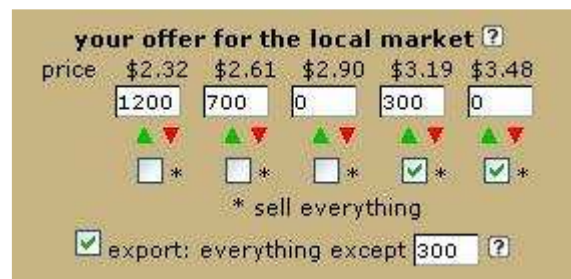 your offer for the local market ?
price $2.32 $2.61 $2.90 $3.19 $3.48
1200 700 0 300 0
* * * * *
* sell everything
export: everything except 300 ?